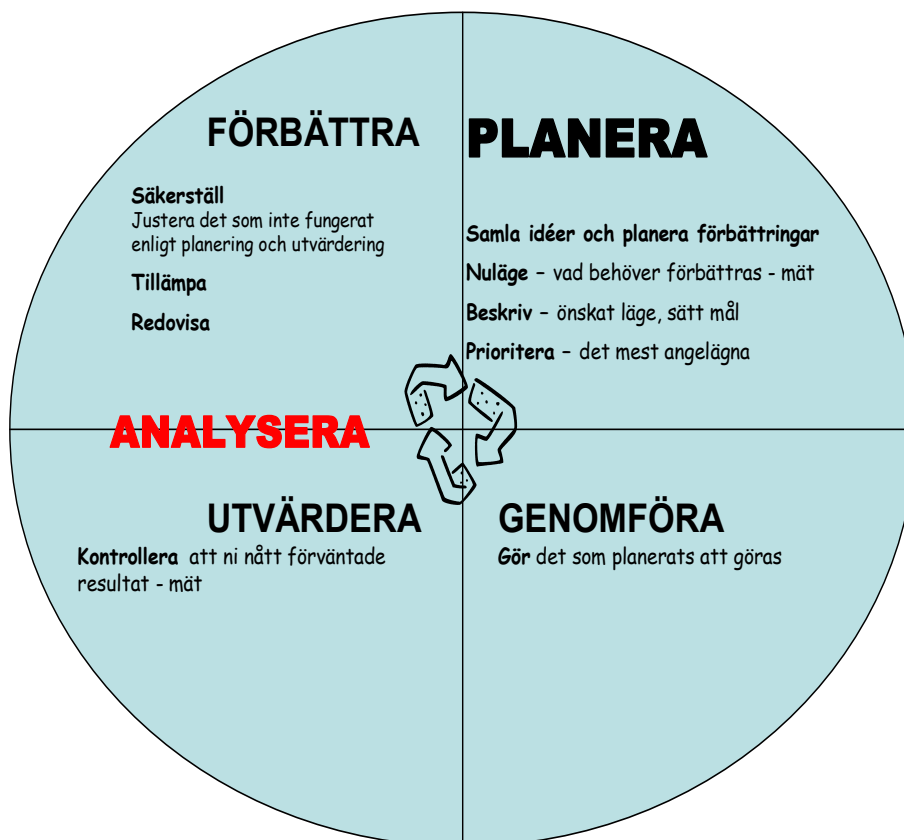 FÖRBÄTTRA
Säkerställ
Justera det som inte fungerat
enligt planering och utvärdering
Tillämpa
Redovisa
PLANERA
Samla idéer och planera förbättringar
Nuläge – vad behöver förbättras - mät
Beskriv – önskat läge, sätt mål
Prioritera – det mest angelägna
ANALYSERA
UTVÄRDERA
Kontrollera att ni nått förväntade
resultat - mät
GENOMFÖRA
Gör det som planerats att göras